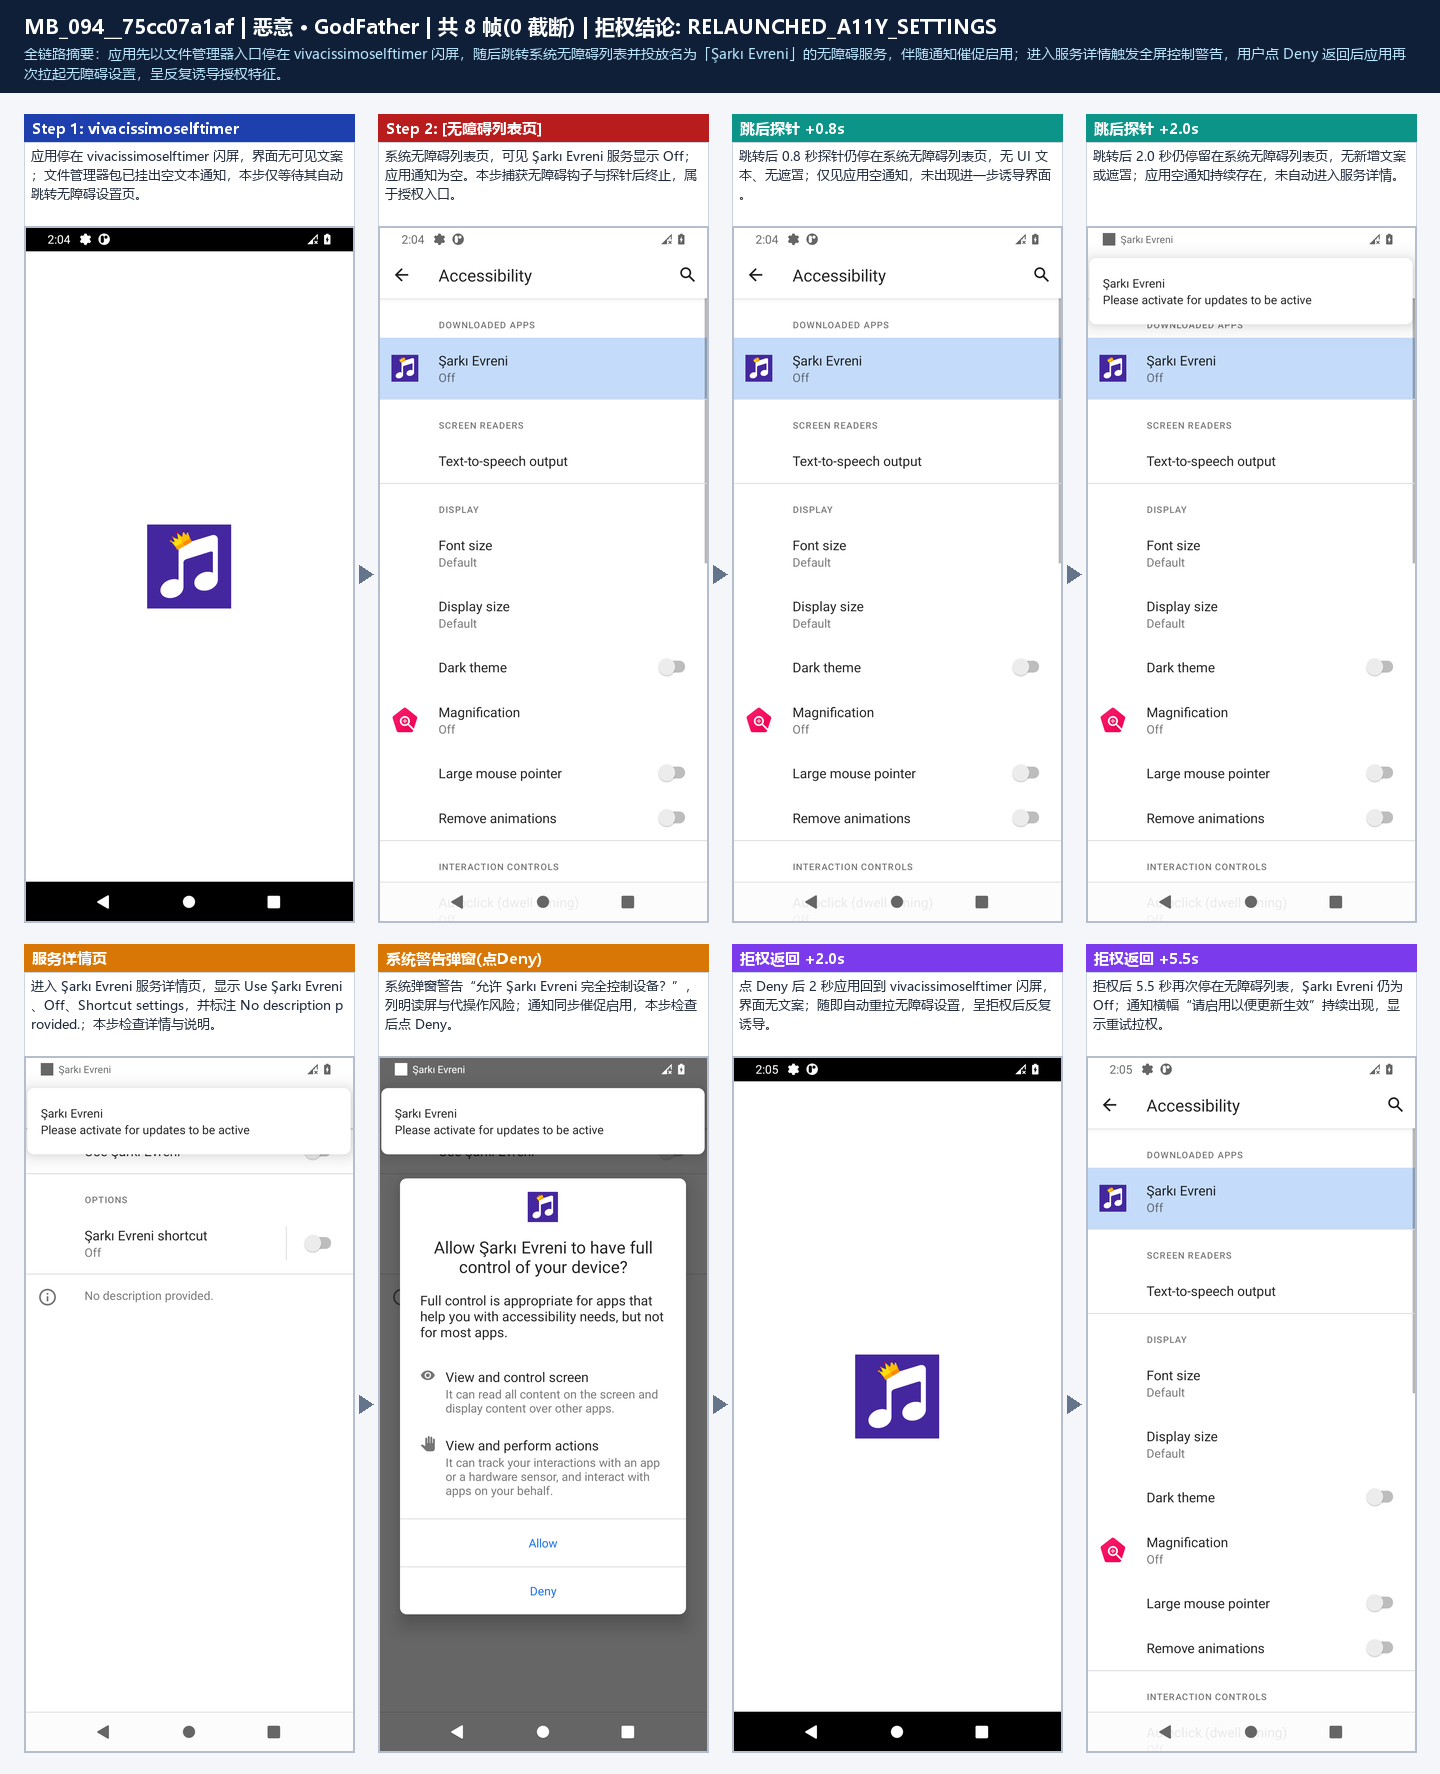 MB_094__75cc07a1af | 恶意 • GodFather | 共 8 帧(0 截断) | 拒权结论: RELAUNCHED_A11Y_SETTINGS
全链路摘要：应用先以文件管理器入口停在 vivacissimoselftimer 闪屏，随后跳转系统无障碍列表并投放名为「Şarkı Evreni」的无障碍服务，伴随通知催促启用；进入服务详情触发全屏控制警告，用户点 Deny 返回后应用再
次拉起无障碍设置，呈反复诱导授权特征。
Step 1: vivacissimoselftimer
应用停在 vivacissimoselftimer 闪屏，界面无可见文案
；文件管理器包已挂出空文本通知，本步仅等待其自动
跳转无障碍设置页。
2:04
Step 2: [无障碍列表页]
系统无障碍列表页，可见 Şarkı Evreni 服务显示 Off；
应用通知为空。本步捕获无障碍钩子与探针后终止，属
于授权入口。
2:04
Accessibility
DOWNLOADED APPS
Şarkı Evreni
Off
SCREEN READERS
Text-to-speech output
DISPLAY
Font size
Default
Display size
Default
Dark theme
Magnification
Off
Large mouse pointer
Remove animations
INTERACTION CONTROLS
跳后探针 +0.8s
跳转后 0.8 秒探针仍停在系统无障碍列表页，无 UI 文
本、无遮罩；仅见应用空通知，未出现进一步诱导界面
。
2:04
Accessibility
DOWNLOADED APPS
Şarkı Evreni
Off
SCREEN READERS
Text-to-speech output
DISPLAY
Font size
Default
Display size
Default
Dark theme
Magnification
Off
Large mouse pointer
Remove animations
INTERACTION CONTROLS
跳后探针 +2.0s
跳转后 2.0 秒仍停留在系统无障碍列表页，无新增文案
或遮罩；应用空通知持续存在，未自动进入服务详情。
Şarkı Evreni
Şarkı Evreni
Please activate for updates to be active
DOWNLOADED APPS
Şarkı Evreni
Off
SCREEN READERS
Text-to-speech output
DISPLAY
Font size
Default
Display size
Default
Dark theme
Magnification
Off
Large mouse pointer
Remove animations
INTERACTION CONTROLS
服务详情页
进入 Şarkı Evreni 服务详情页，显示 Use Şarkı Evreni
、Off、Shortcut settings，并标注 No description p
rovided.；本步检查详情与说明。
Şarkı Evreni
Şarkı Evreni
Please activate for updates to be active
Use Şarkı Evreni
OPTIONS
Şarkı Evreni shortcut
Off
No description provided.
系统警告弹窗(点Deny)
系统弹窗警告“允许 Şarkı Evreni 完全控制设备？”，
列明读屏与代操作风险；通知同步催促启用，本步检查
后点 Deny。
Şarkı Evreni
Şarkı Evreni
Please activate for updates to be active
Allow Şarkı Evreni to have full
control of your device?
Full control is appropriate for apps that
help you with accessibility needs, but not
for most apps.
View and control screen
It can read all content on the screen and
display content over other apps.
View and perform actions
It can track your interactions with an app
or a hardware sensor, and interact with
apps on your behalf.
Allow
Deny
拒权返回 +2.0s
点 Deny 后 2 秒应用回到 vivacissimoselftimer 闪屏，
界面无文案；随即自动重拉无障碍设置，呈拒权后反复
诱导。
2:05
拒权返回 +5.5s
拒权后 5.5 秒再次停在无障碍列表，Şarkı Evreni 仍为
Off；通知横幅“请启用以便更新生效”持续出现，显
示重试拉权。
2:05
Accessibility
DOWNLOADED APPS
Şarkı Evreni
Off
SCREEN READERS
Text-to-speech output
DISPLAY
Font size
Default
Display size
Default
Dark theme
Magnification
Off
Large mouse pointer
Remove animations
INTERACTION CONTROLS